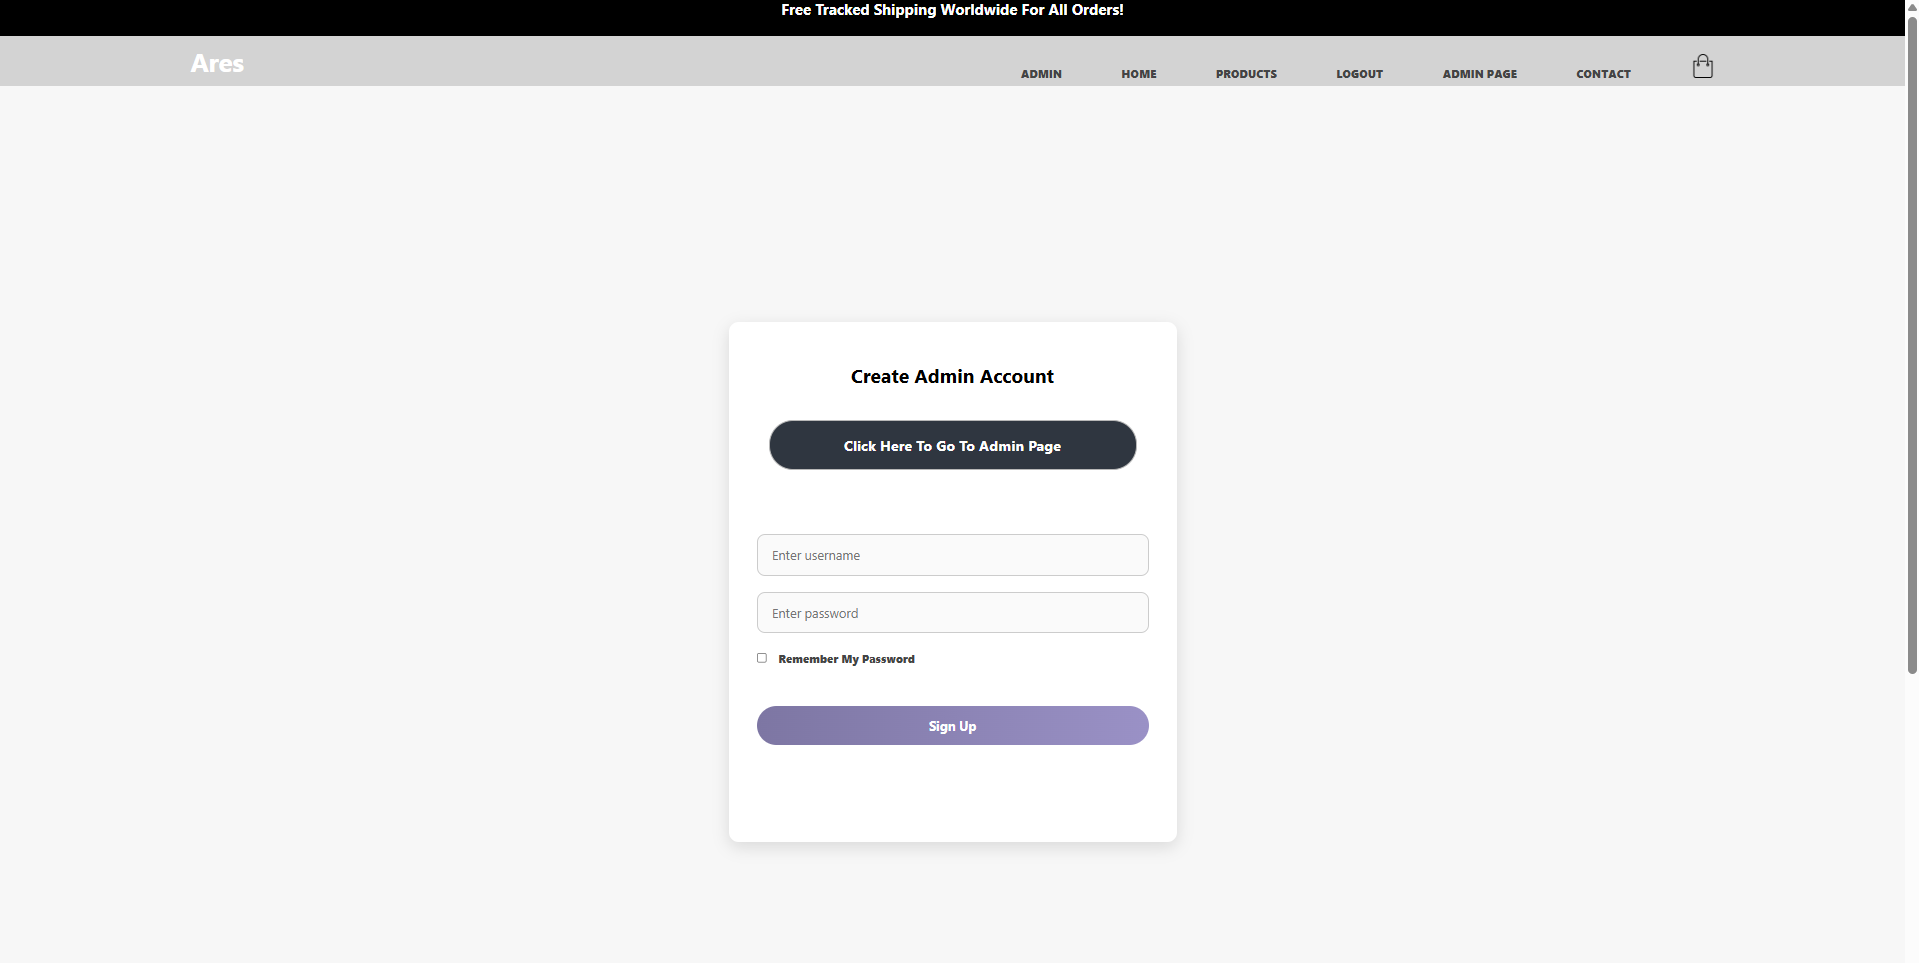 Free Tracked Shipping Worldwide For All Orders!
Ares
ADMIN HOME PRODUCTS LOGOUT ADMIN PAGE CONTACT
Create Admin Account
Click Here To Go To Admin Page
Enter username
Enter password
Remember My Password
Sign Up